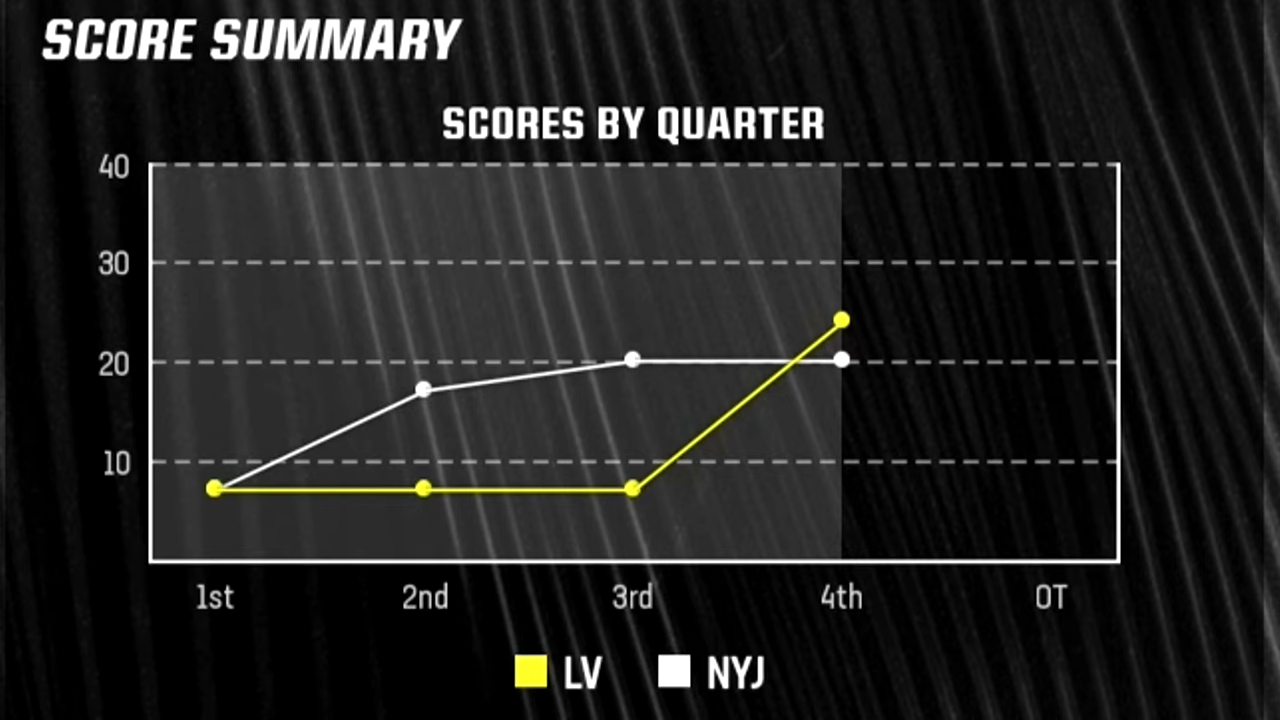 SCORE SUMMARY
SCORES BY QUARTER
40
30
20
10
1st 2nd 3rd 4th OT
LV NYJ